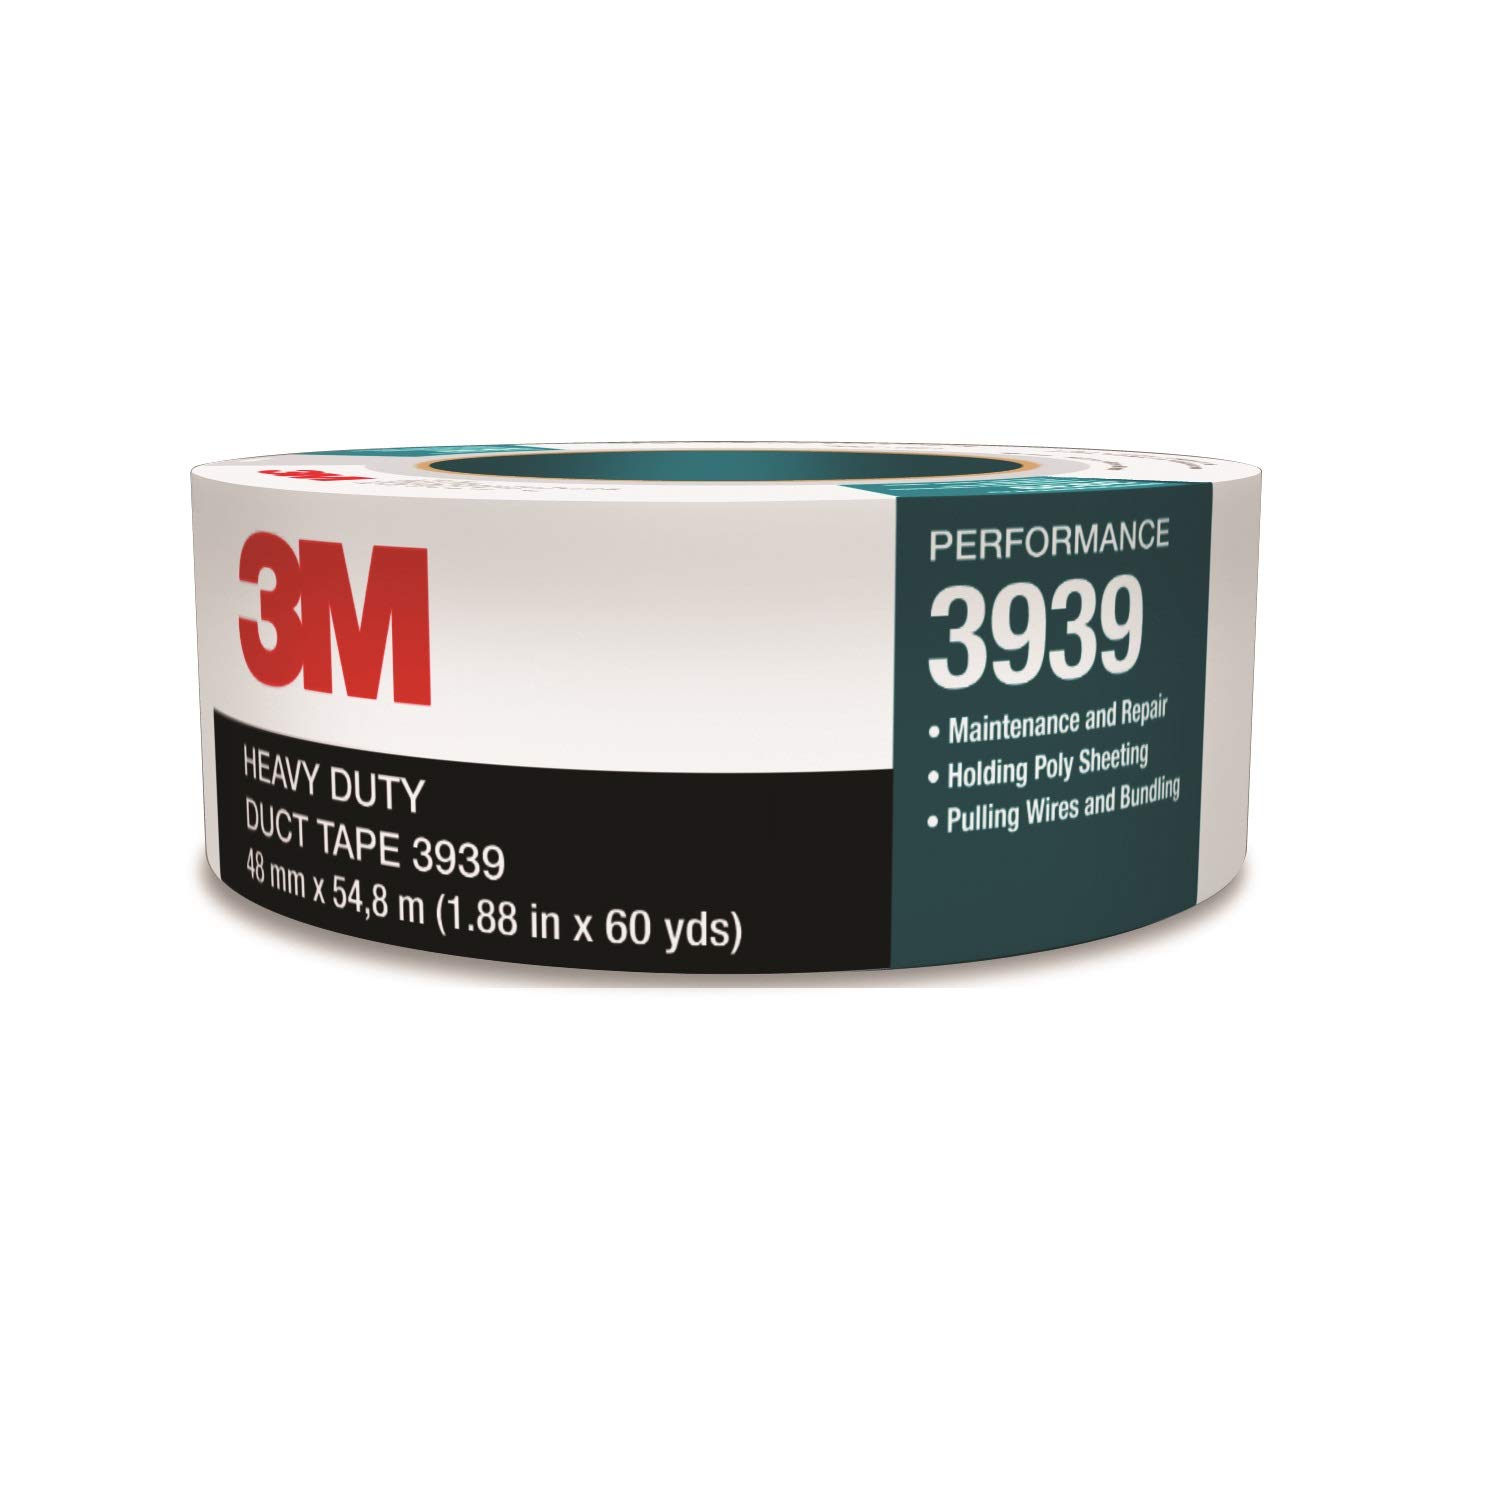 3M
3M
HEAVY DUTY
DUCT TAPE 3939
48 mm x 54,8 m (1.88 in x 60 yds)
PERFORMANCE
3939
• Maintenance and Repair
• Holding Poly Sheeting
• Pulling Wires and Bundling